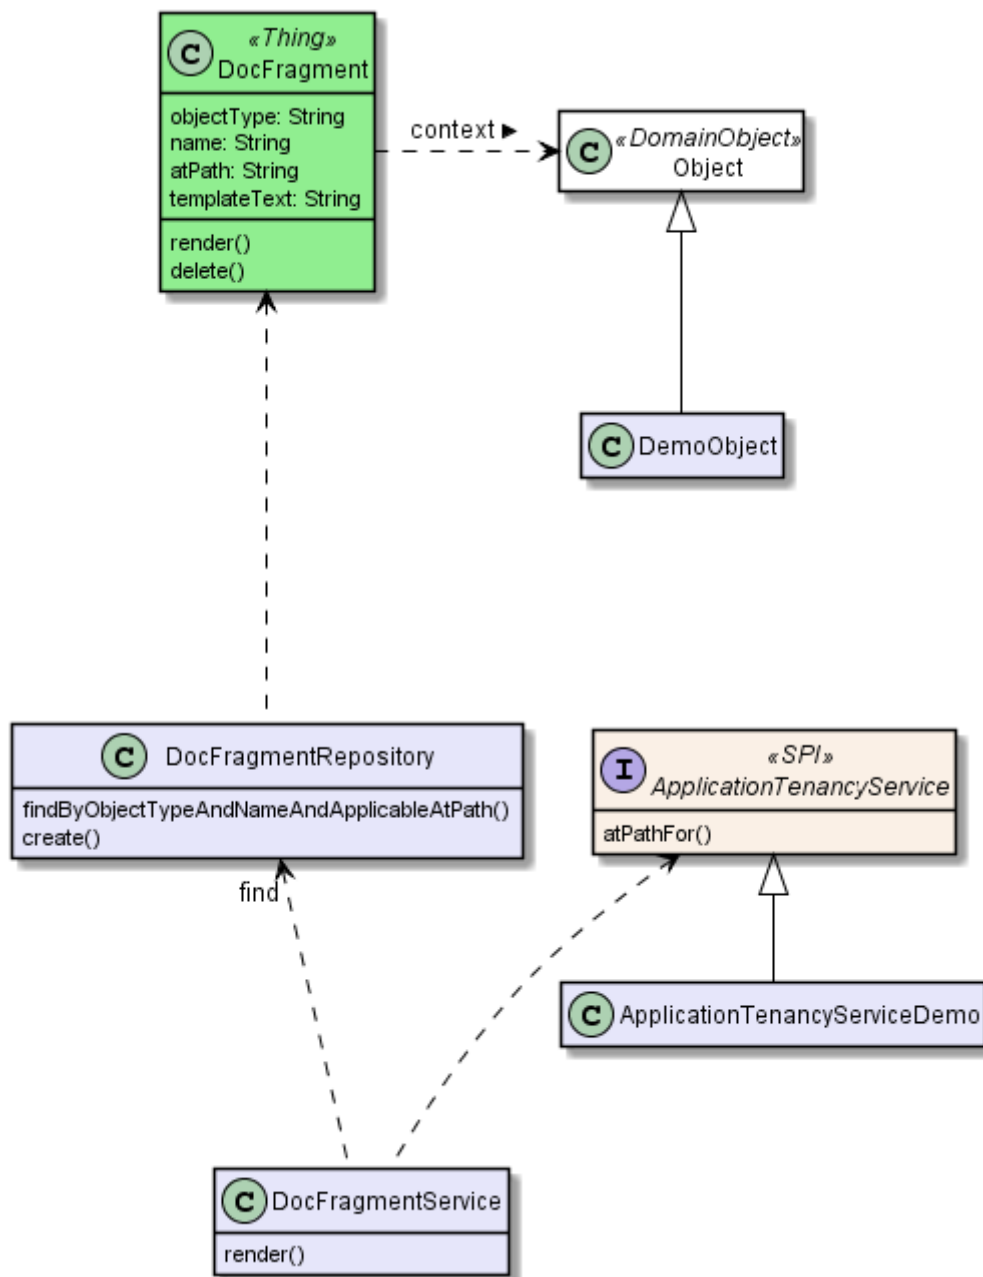 C «Thing»
DocFragment
objectType: String
name: String
atPath: String
templateText: String
render()
delete()
context ▸
C «DomainObject»
Object
C DemoObject
C DocFragmentRepository
findByObjectTypeAndNameAndApplicableAtPath()
create()
I «SPI»
ApplicationTenancyService
atPathFor()
find
C ApplicationTenancyServiceDemo
C DocFragmentService
render()